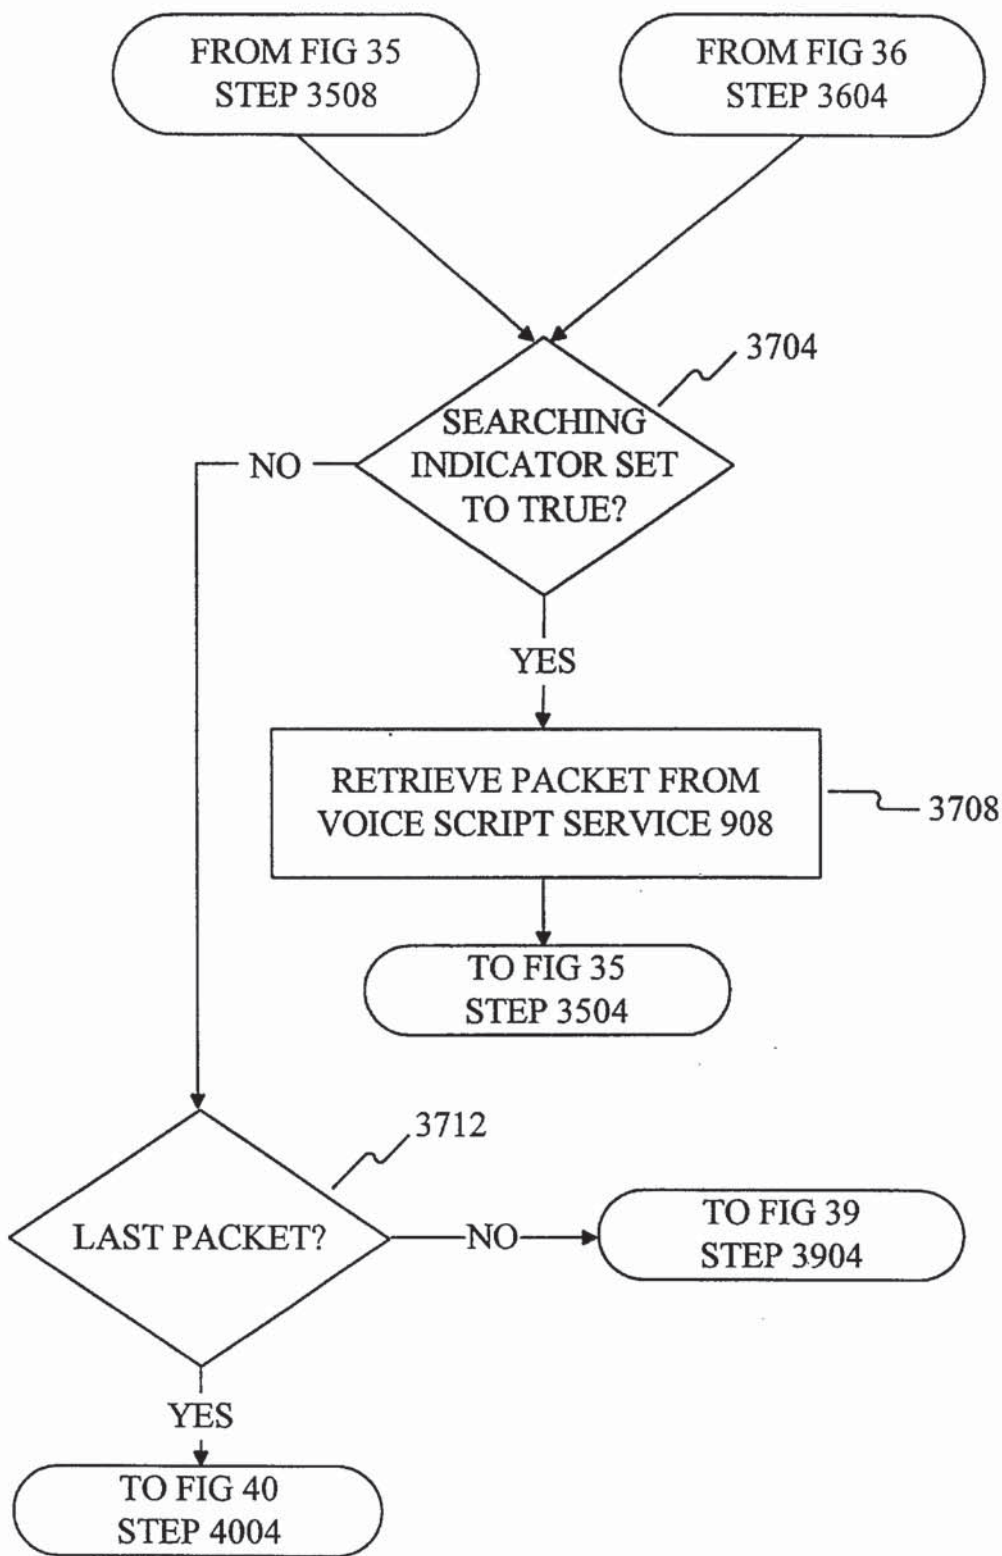 FROM FIG 35
STEP 3508
FROM FIG 36
STEP 3604
3704
SEARCHING
INDICATOR SET
TO TRUE?
NO
YES
RETRIEVE PACKET FROM
VOICE SCRIPT SERVICE 908
3708
TO FIG 35
STEP 3504
3712
LAST PACKET?
NO
TO FIG 39
STEP 3904
YES
TO FIG 40
STEP 4004